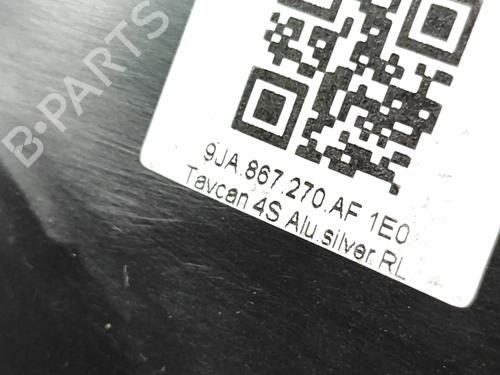 B-PARTS
9JA.867.270.AF 1E0
Taycan 4S Alu.silver RL